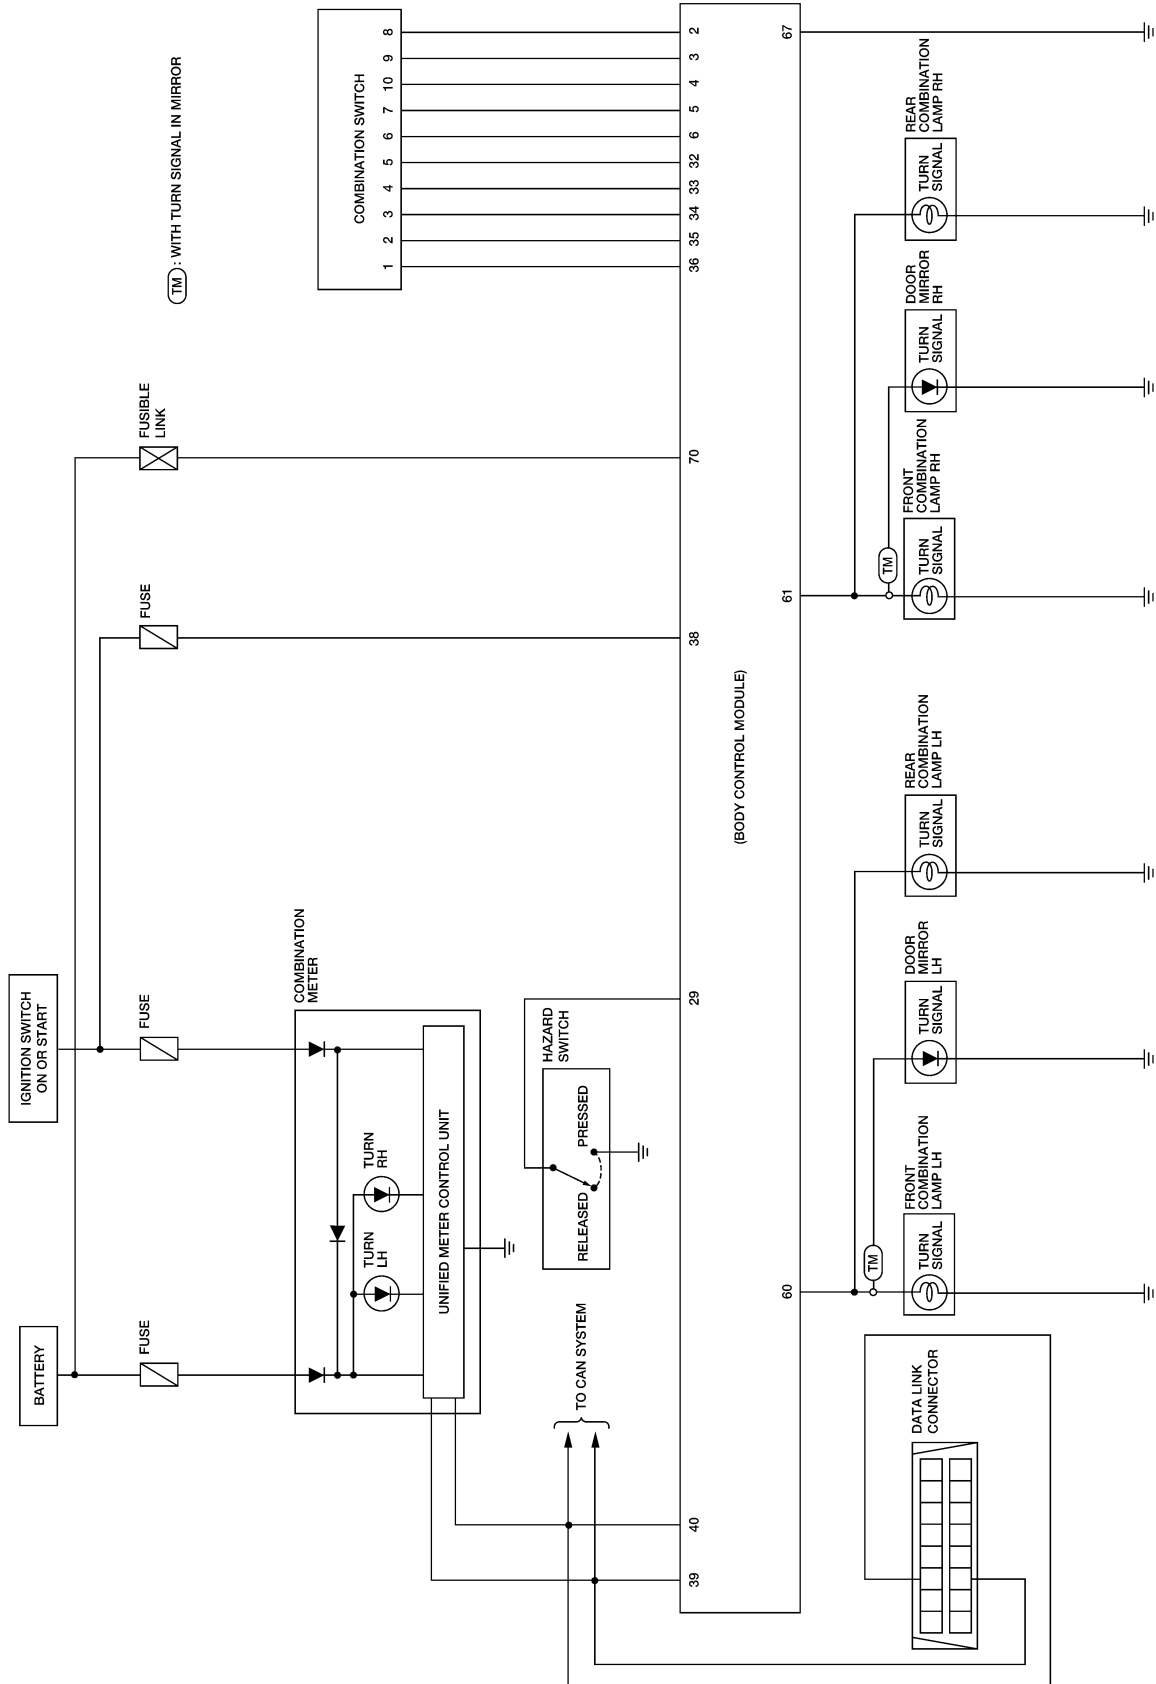 IGNITION SWITCH
ON OR START
BATTERY
FUSE
FUSE
FUSE
FUSIBLE
LINK
TM : WITH TURN SIGNAL IN MIRROR
COMBINATION
METER
TURN
LH
TURN
RH
UNIFIED METER CONTROL UNIT
COMBINATION SWITCH
1 2 3 4 5 6 7 10 9 8
HAZARD
SWITCH
RELEASED
PRESSED
TO CAN SYSTEM
39 40 29 38 70 36 35 34 33 32 6 5 4 3 2
(BODY CONTROL MODULE)
60 61 67
DATA LINK
CONNECTOR
TM
FRONT
COMBINATION
LAMP LH
TURN
SIGNAL
DOOR
MIRROR
LH
TURN
SIGNAL
REAR
COMBINATION
LAMP LH
TURN
SIGNAL
TM
FRONT
COMBINATION
LAMP RH
TURN
SIGNAL
DOOR
MIRROR
RH
TURN
SIGNAL
REAR
COMBINATION
LAMP RH
TURN
SIGNAL